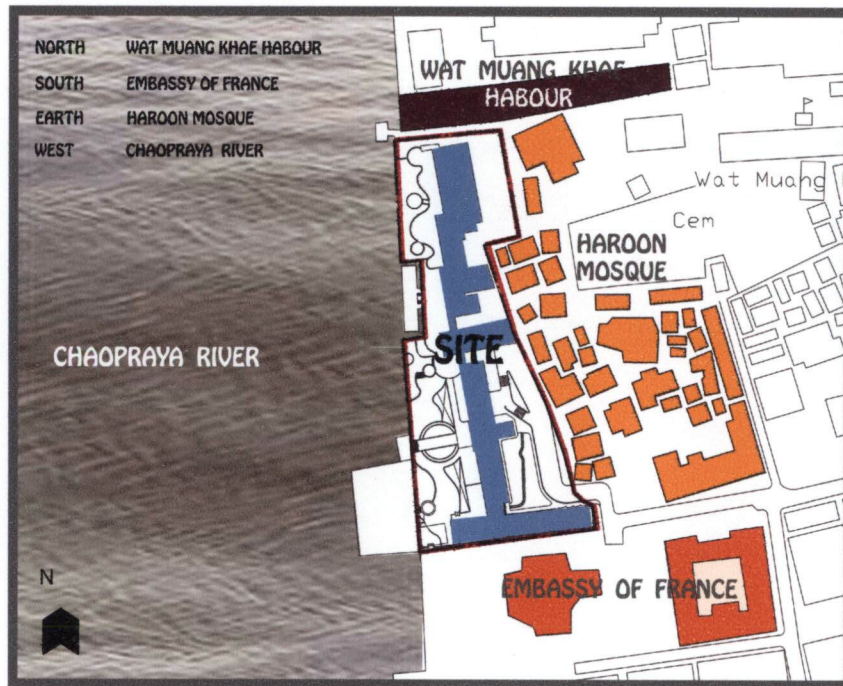 NORTH WAT MUANG KHAE HABOUR
SOUTH EMBASSY OF FRANCE
EARTH HAROON MOSQUE
WEST CHAOPRAYA RIVER
WAT MUANG KHAE
HABOUR
Wat Muang
Cem
HAROON
MOSQUE
SITE
CHAOPRAYA RIVER
EMBASSY OF FRANCE
N